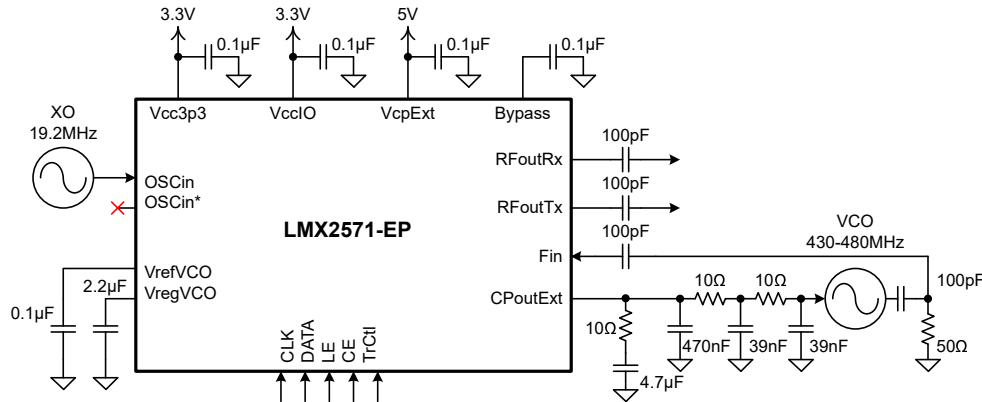 3.3V
3.3V
5V
0.1µF
0.1µF
0.1µF
0.1µF
XO
19.2MHz
Vcc3p3
VccIO
VcpExt
Bypass
100pF
RFoutRx
OSCin
OSCin*
100pF
RFoutTx
LMX2571-EP
100pF
Fin
VCO
430-480MHz
VrefVCO
2.2µF
VregVCO
CPoutExt
10Ω
10Ω
100pF
0.1µF
10Ω
470nF
39nF
39nF
50Ω
4.7µF
CLK
DATA
LE
CE
TrCtl